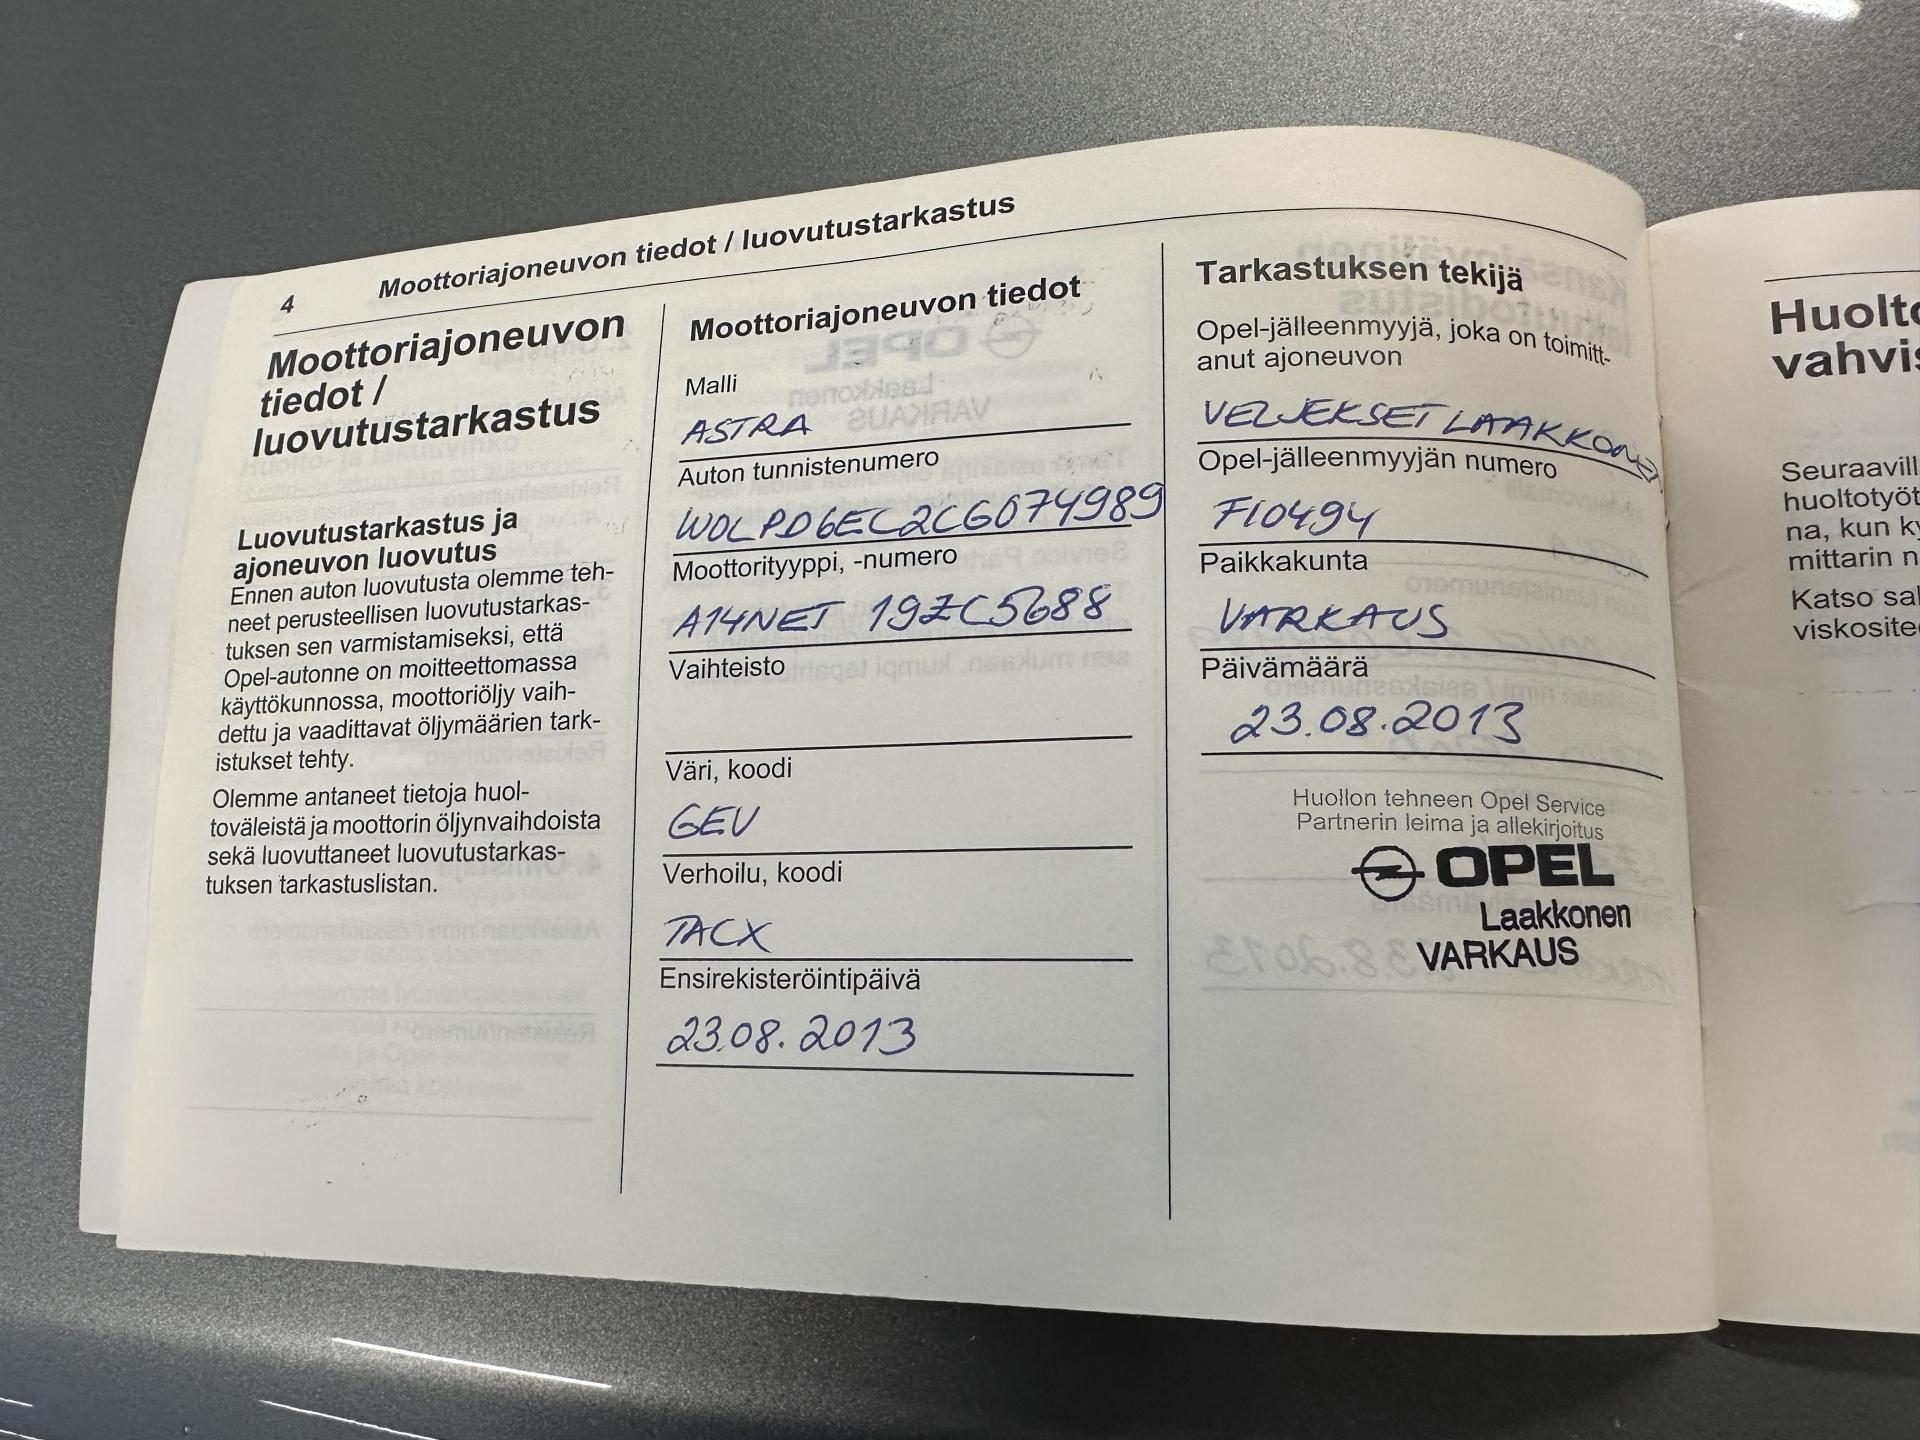 4 Moottoriajoneuvon tiedot / luovutustarkastus
Moottoriajoneuvon
tiedot /
luovutustarkastus
Luovutustarkastus ja
ajoneuvon luovutus
Ennen auton luovutusta olemme teh-
neet perusteellisen luovutustarkas-
tuksen sen varmistamiseksi, että
Opel-autonne on moitteettomassa
käyttökunnossa, moottoriöljy vaih-
dettu ja vaadittavat öljymäärien tark-
istukset tehty.
Olemme antaneet tietoja huol-
toväleistä ja moottorin öljynvaihdoista
sekä luovuttaneet luovutustarkas-
tuksen tarkastuslistan.
Moottoriajoneuvon tiedot
Malli
ASTRA
Auton tunnistenumero
W0LPD6EC2CG074989
Moottorityyppi, -numero
A14NET 19ZC5688
Vaihteisto
Väri, koodi
GEV
Verhoilu, koodi
TACX
Ensirekisteröintipäivä
23.08.2013
Tarkastuksen tekijä
Opel-jälleenmyyjä, joka on toimitt-
anut ajoneuvon
VELJEKSET LAAKKONEN
Opel-jälleenmyyjän numero
FI0494
Paikkakunta
VARKAUS
Päivämäärä
23.08.2013
Huollon tehneen Opel Service
Partnerin leima ja allekirjoitus
OPEL
Laakkonen
VARKAUS
Huolto
vahvis
Seuraavill
huoltotyöt
na, kun ky
mittarin n
Katso sal
viskositee